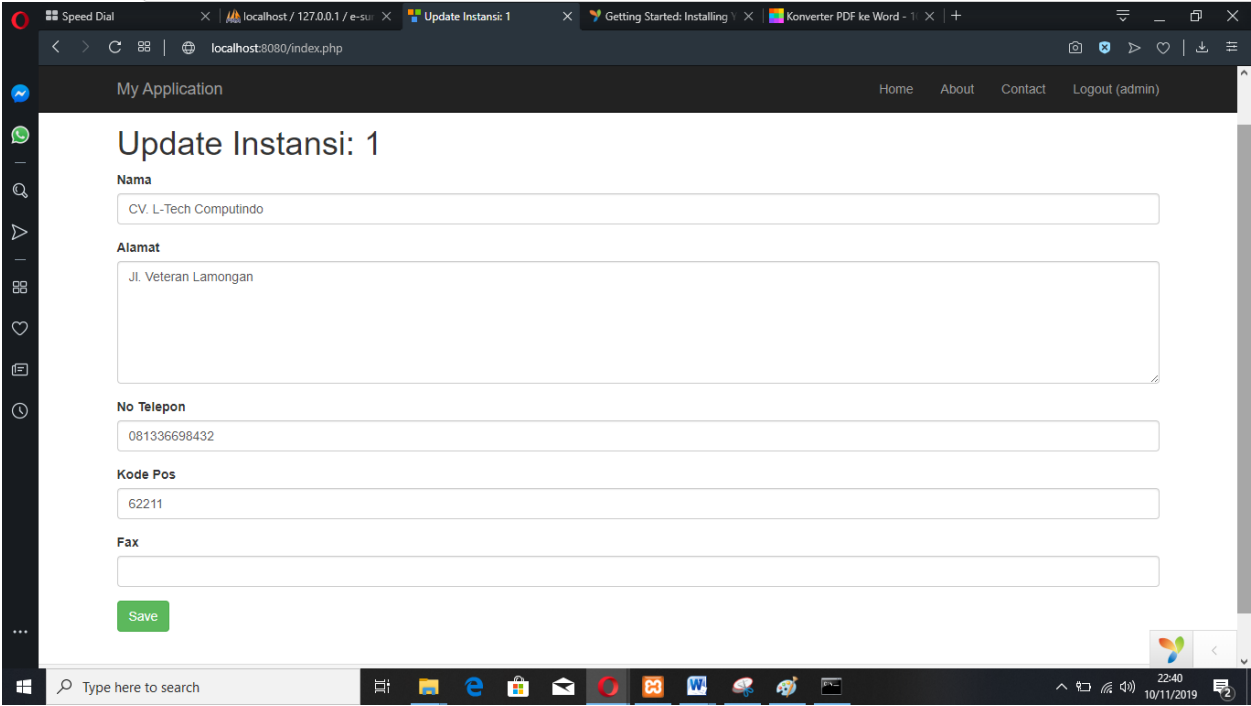 Speed Dial
localhost / 127.0.0.1 / e-sur
Update Instansi: 1
Getting Started: Installing Y
Konverter PDF ke Word - 1
localhost:8080/index.php
My Application
Home
About
Contact
Logout (admin)
Update Instansi: 1
Nama
CV. L-Tech Computindo
Alamat
Jl. Veteran Lamongan
No Telepon
081336698432
Kode Pos
62211
Fax
Save
Type here to search
22:40
10/11/2019
2